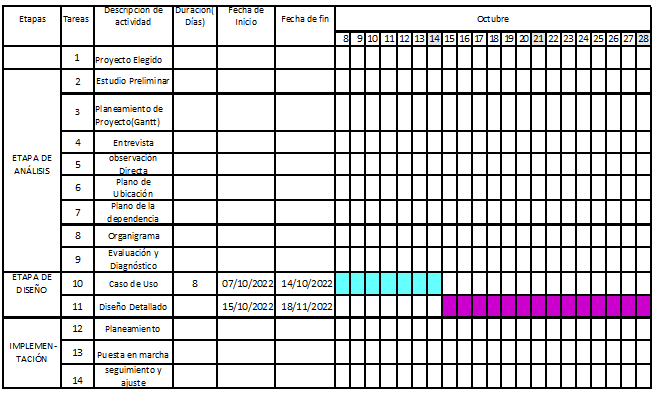 Etapas Tareas Descripción de actividad Duración( Días) Fecha de Inicio Fecha de fin Octubre
8 9 10 11 12 13 14 15 16 17 18 19 20 21 22 23 24 25 26 27 28
1 Proyecto Elegido
ETAPA DE ANÁLISIS
2 Estudio Preliminar
3 Planeamiento de Proyecto(Gantt)
4 Entrevista
5 observación Directa
6 Plano de Ubicación
7 Plano de la dependencia
8 Organigrama
9 Evaluación y Diagnóstico
ETAPA DE DISEÑO
10 Caso de Uso 8 07/10/2022 14/10/2022
11 Diseño Detallado 15/10/2022 18/11/2022
IMPLEMEN-TACIÓN
12 Planeamiento
13 Puesta en marcha
14 seguimiento y ajuste